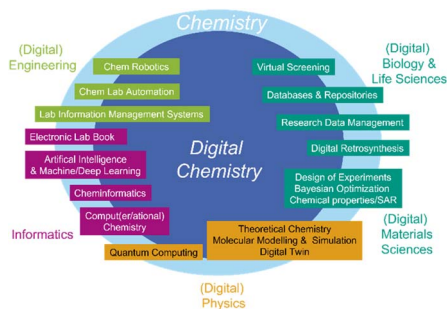 Chemistry
(Digital)
Engineering
(Digital)
Biology &
Life Sciences
Chem Robotics
Virtual Screening
Chem Lab Automation
Databases & Repositories
Lab Information Management Systems
Research Data Management
Electronic Lab Book
Digital
Chemistry
Digital Retrosynthesis
Artificial Intelligence
& Machine/Deep Learning
Design of Experiments
Bayesian Optimization
Chemical properties/SAR
Cheminformatics
Comput(er/ational)
Chemistry
Informatics
(Digital)
Materials
Sciences
Theoretical Chemistry
Molecular Modelling & Simulation
Digital Twin
Quantum Computing
(Digital)
Physics